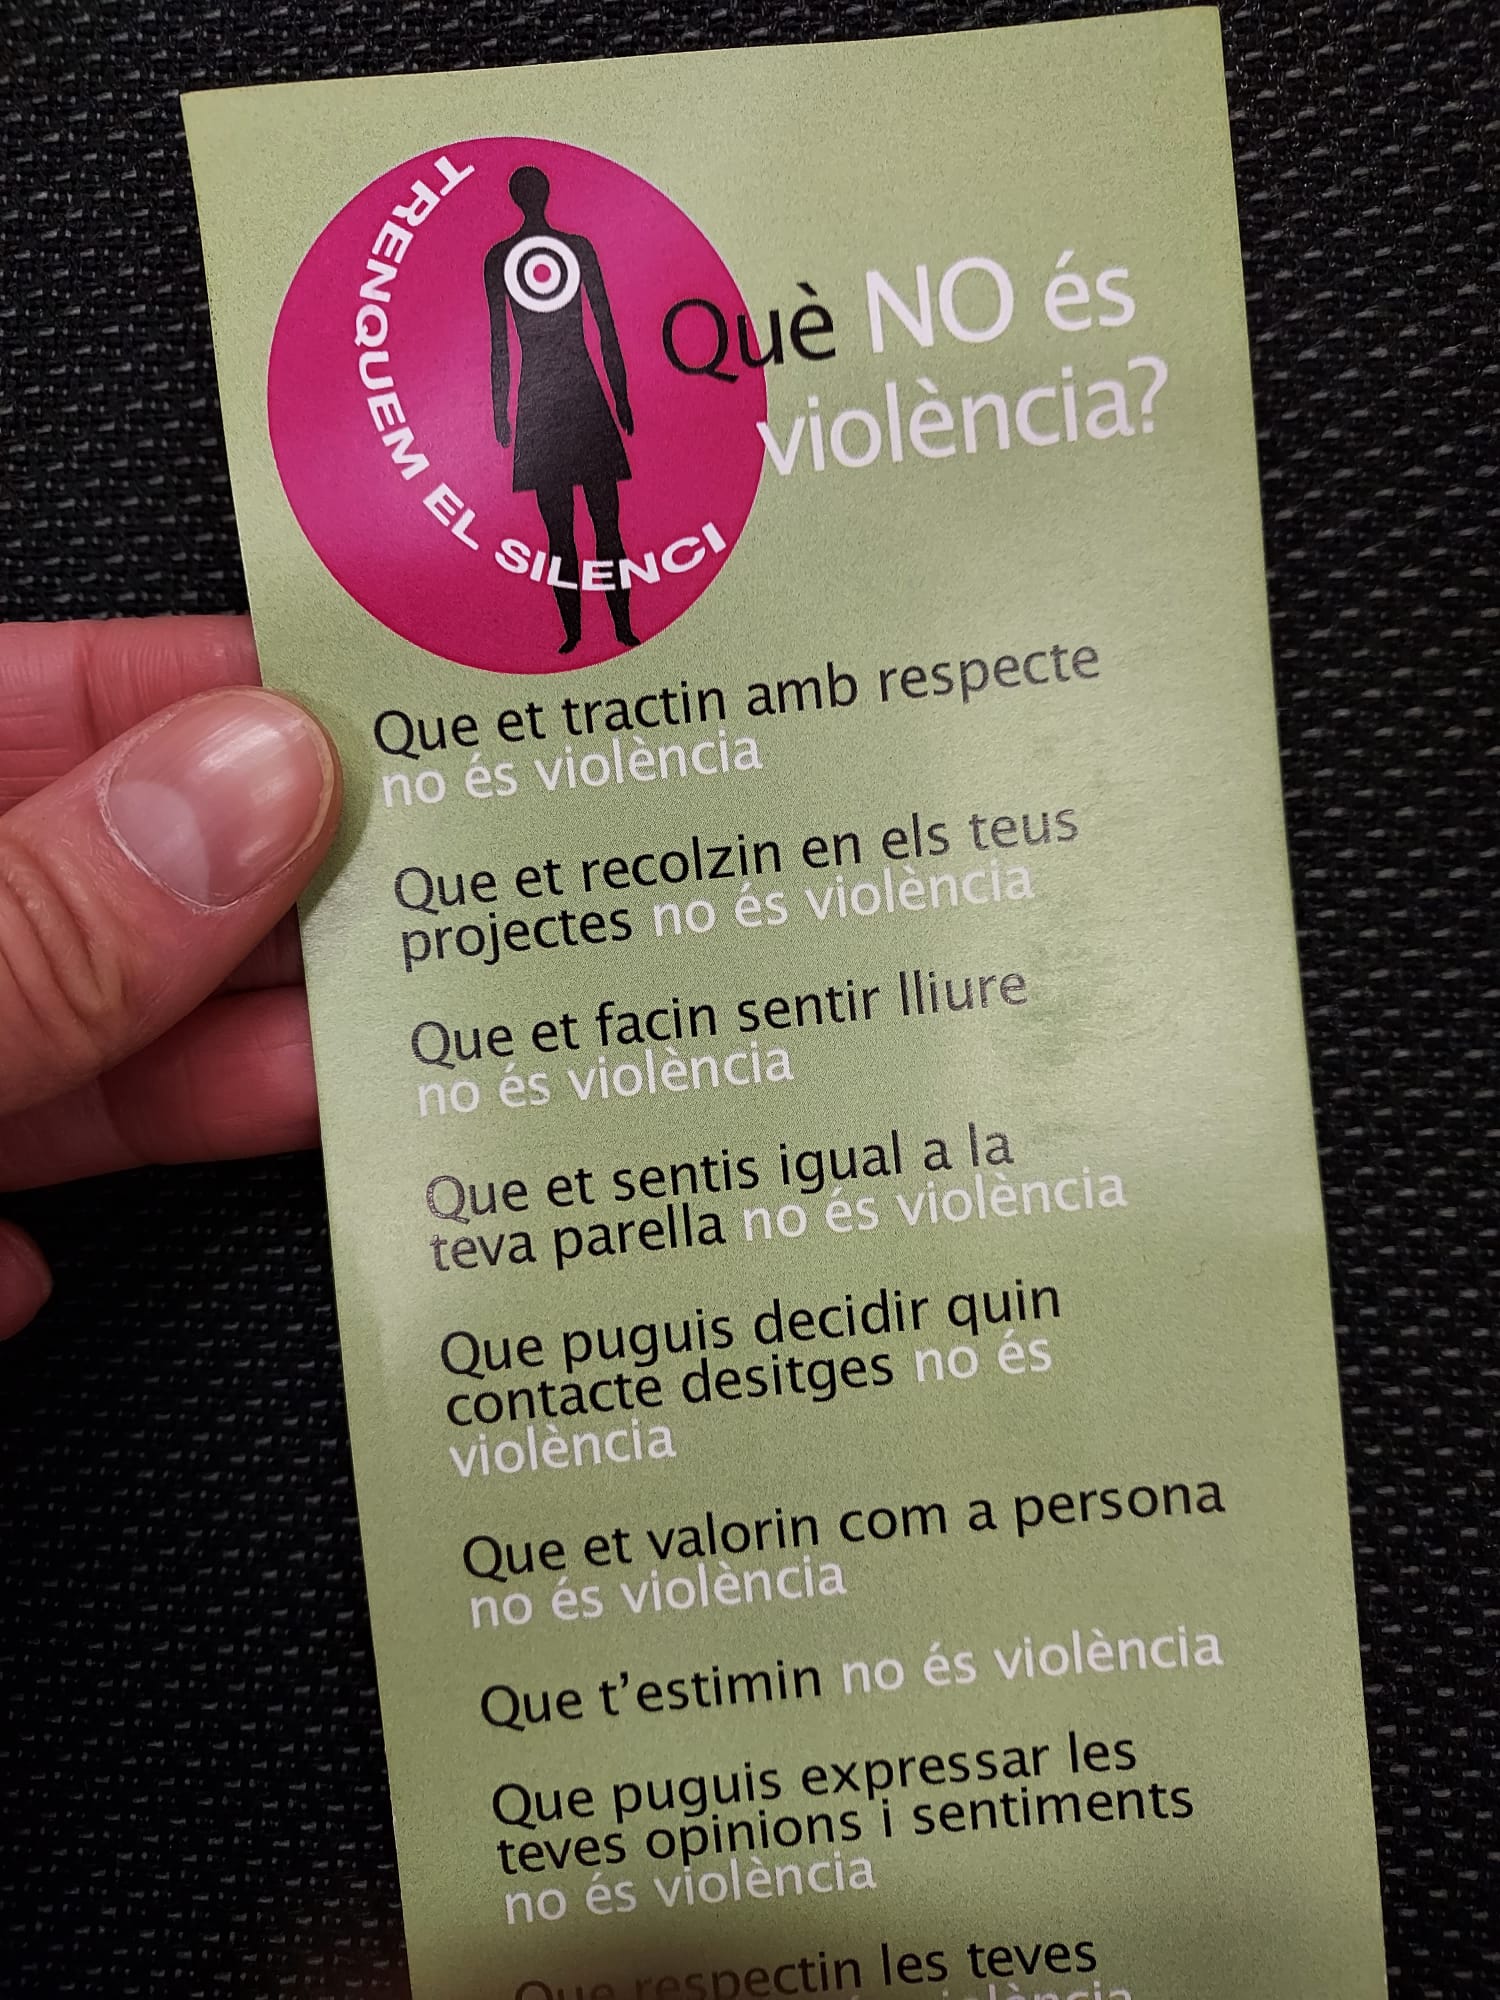 TRENQUEM EL SILENCI
Què NO és
violència?
Que et tractin amb respecte
no és violència
Que et recolzin en els teus
projectes no és violència
Que et facin sentir lliure
no és violència
Que et sentis igual a la
teva parella no és violència
Que puguis decidir quin
contacte desitges no és
violència
Que et valorin com a persona
no és violència
Que t'estimin no és violència
Que puguis expressar les
teves opinions i sentiments
no és violència
Que respectin les teves
violència